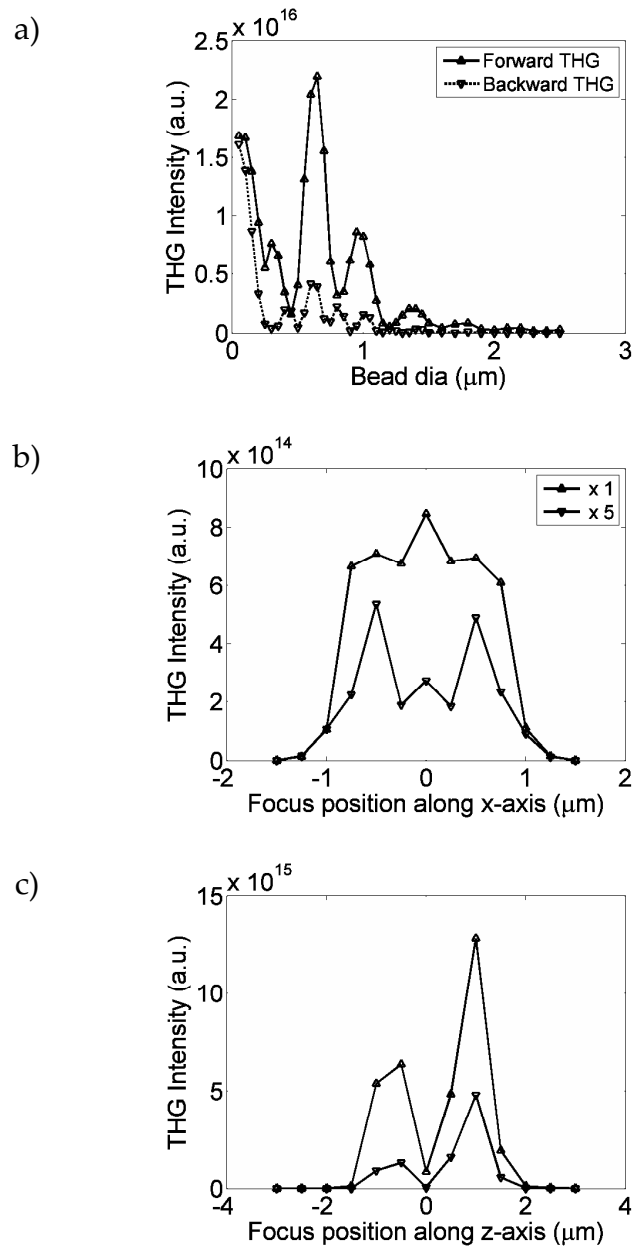 a)
x 10^16
2.5
2
1.5
1
0.5
0
THG Intensity (a.u.)
Forward THG
Backward THG
0 1 2 3
Bead dia (μm)
b)
x 10^14
10
8
6
4
2
0
THG Intensity (a.u.)
x 1
x 5
-2 -1 0 1 2
Focus position along x-axis (μm)
c)
x 10^15
15
10
5
0
THG Intensity (a.u.)
-4 -2 0 2 4
Focus position along z-axis (μm)